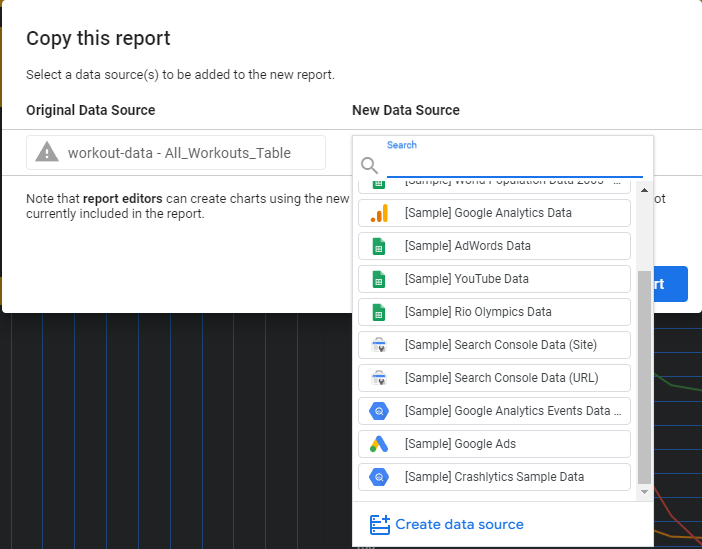 Copy this report
Select a data source(s) to be added to the new report.
Original Data Source
New Data Source
workout-data - All_Workouts_Table
Search
[Sample] World Population Data 2005 - ...
[Sample] Google Analytics Data
[Sample] AdWords Data
[Sample] YouTube Data
[Sample] Rio Olympics Data
[Sample] Search Console Data (Site)
[Sample] Search Console Data (URL)
[Sample] Google Analytics Events Data ...
[Sample] Google Ads
[Sample] Crashlytics Sample Data
Create data source
Note that report editors can create charts using the new
ot
currently included in the report.
rt